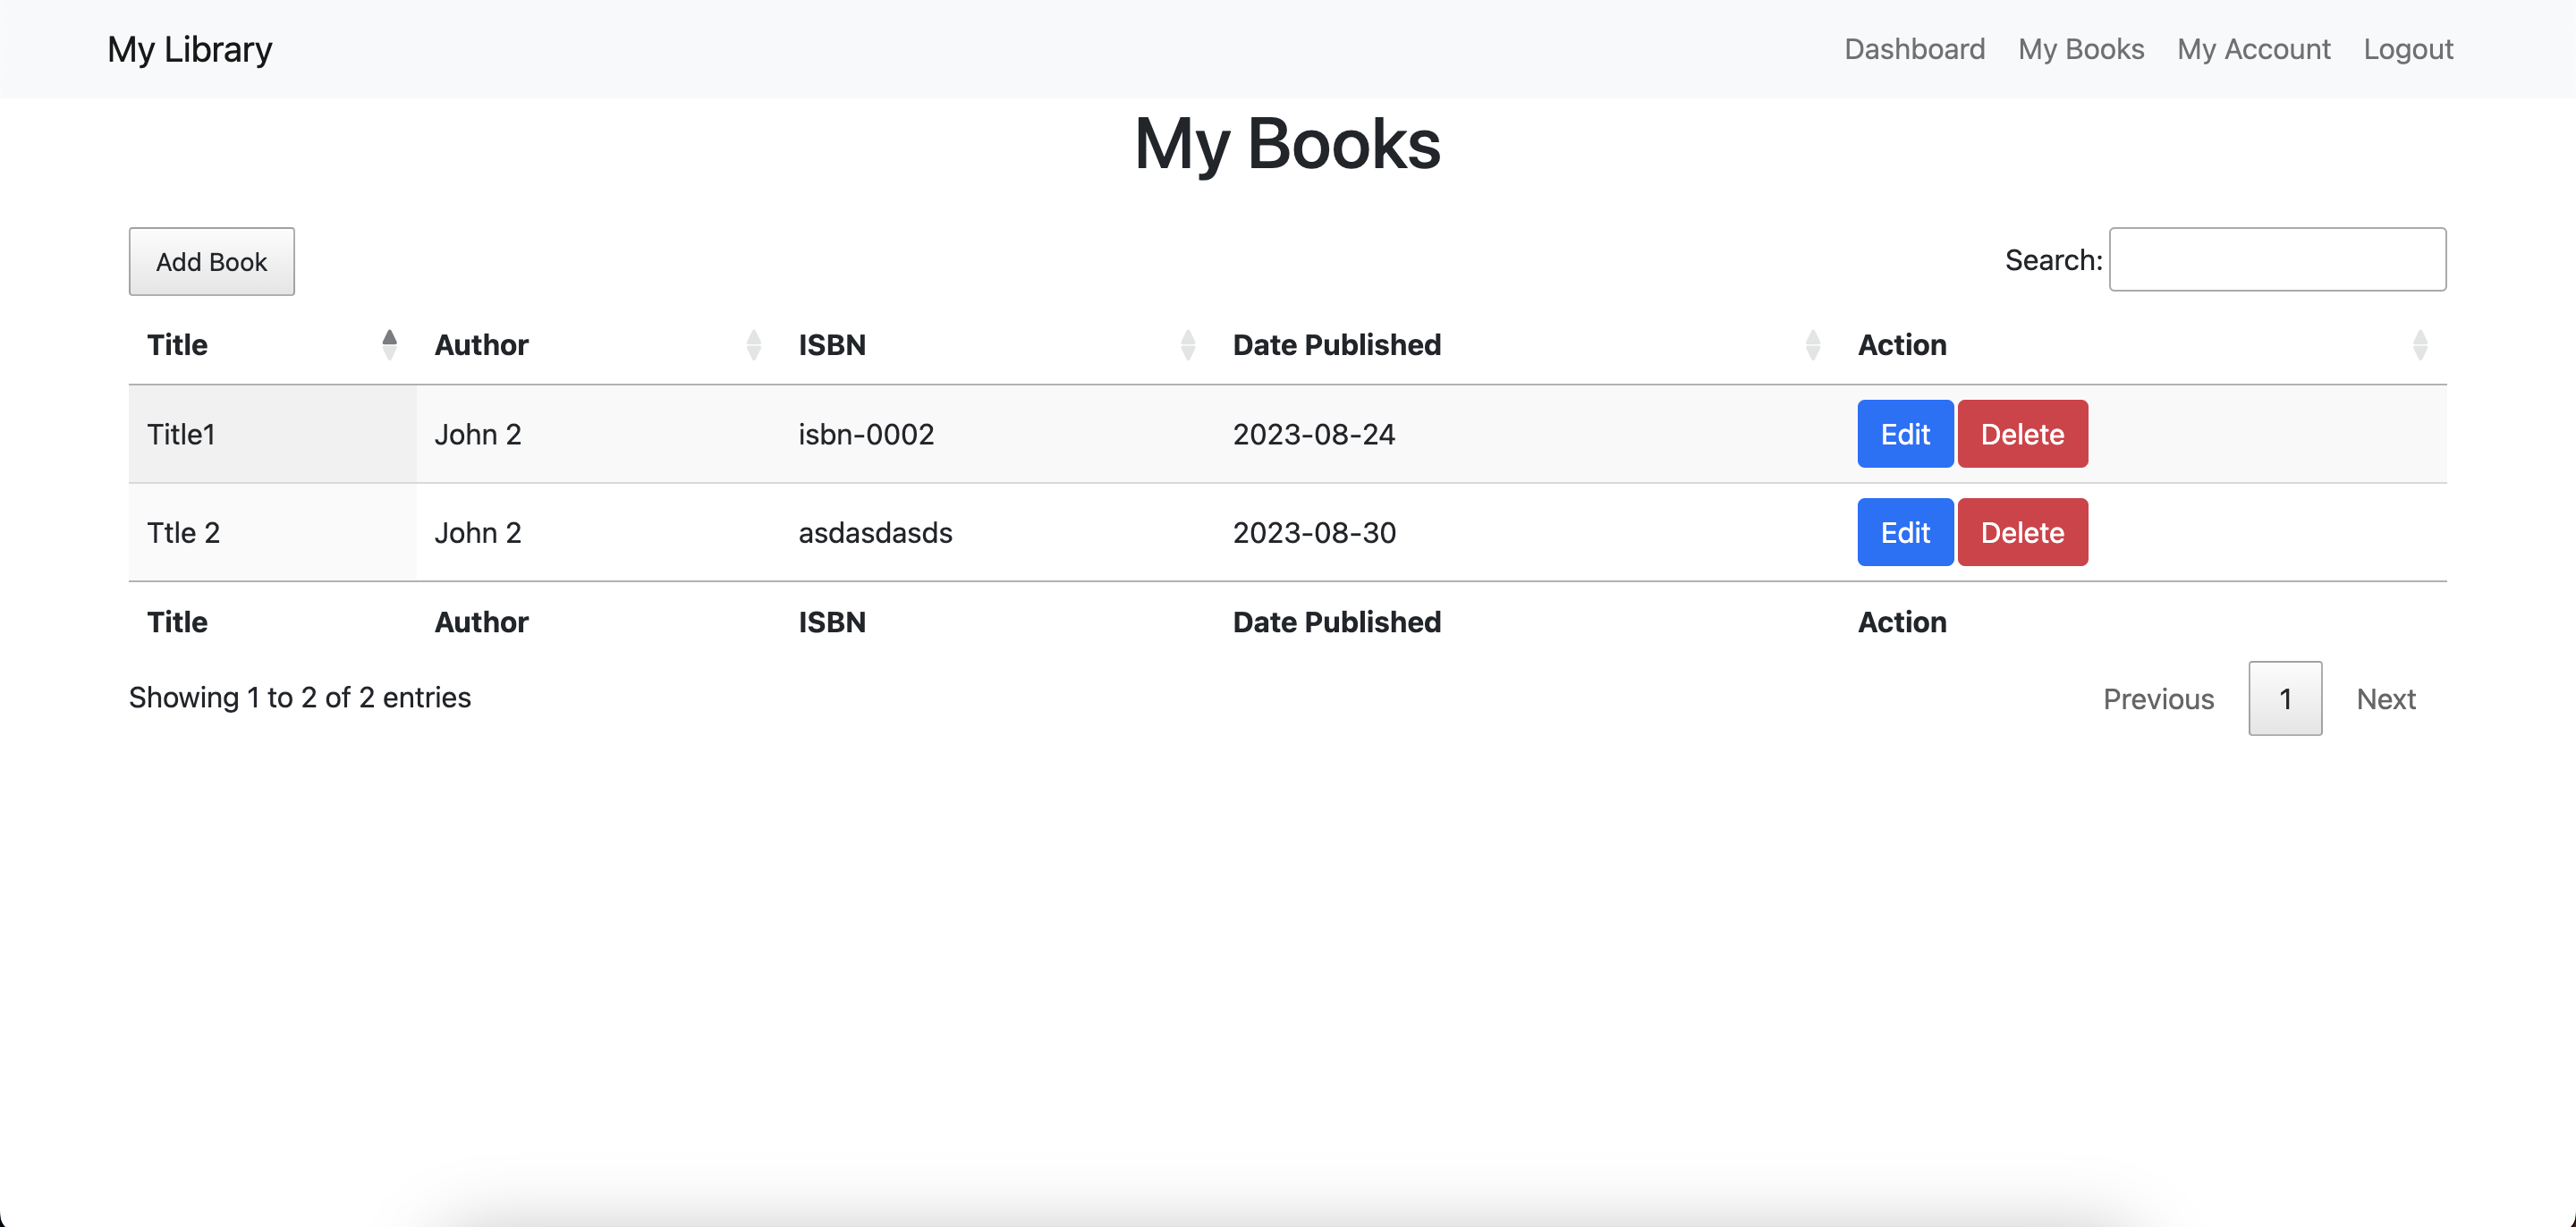 My Library Dashboard My Books My Account Logout
My Books
Add Book Search:
Title Author ISBN Date Published Action
Title1 John 2 isbn-0002 2023-08-24 Edit Delete
Ttle 2 John 2 asdasdasds 2023-08-30 Edit Delete
Title Author ISBN Date Published Action
Showing 1 to 2 of 2 entries Previous 1 Next